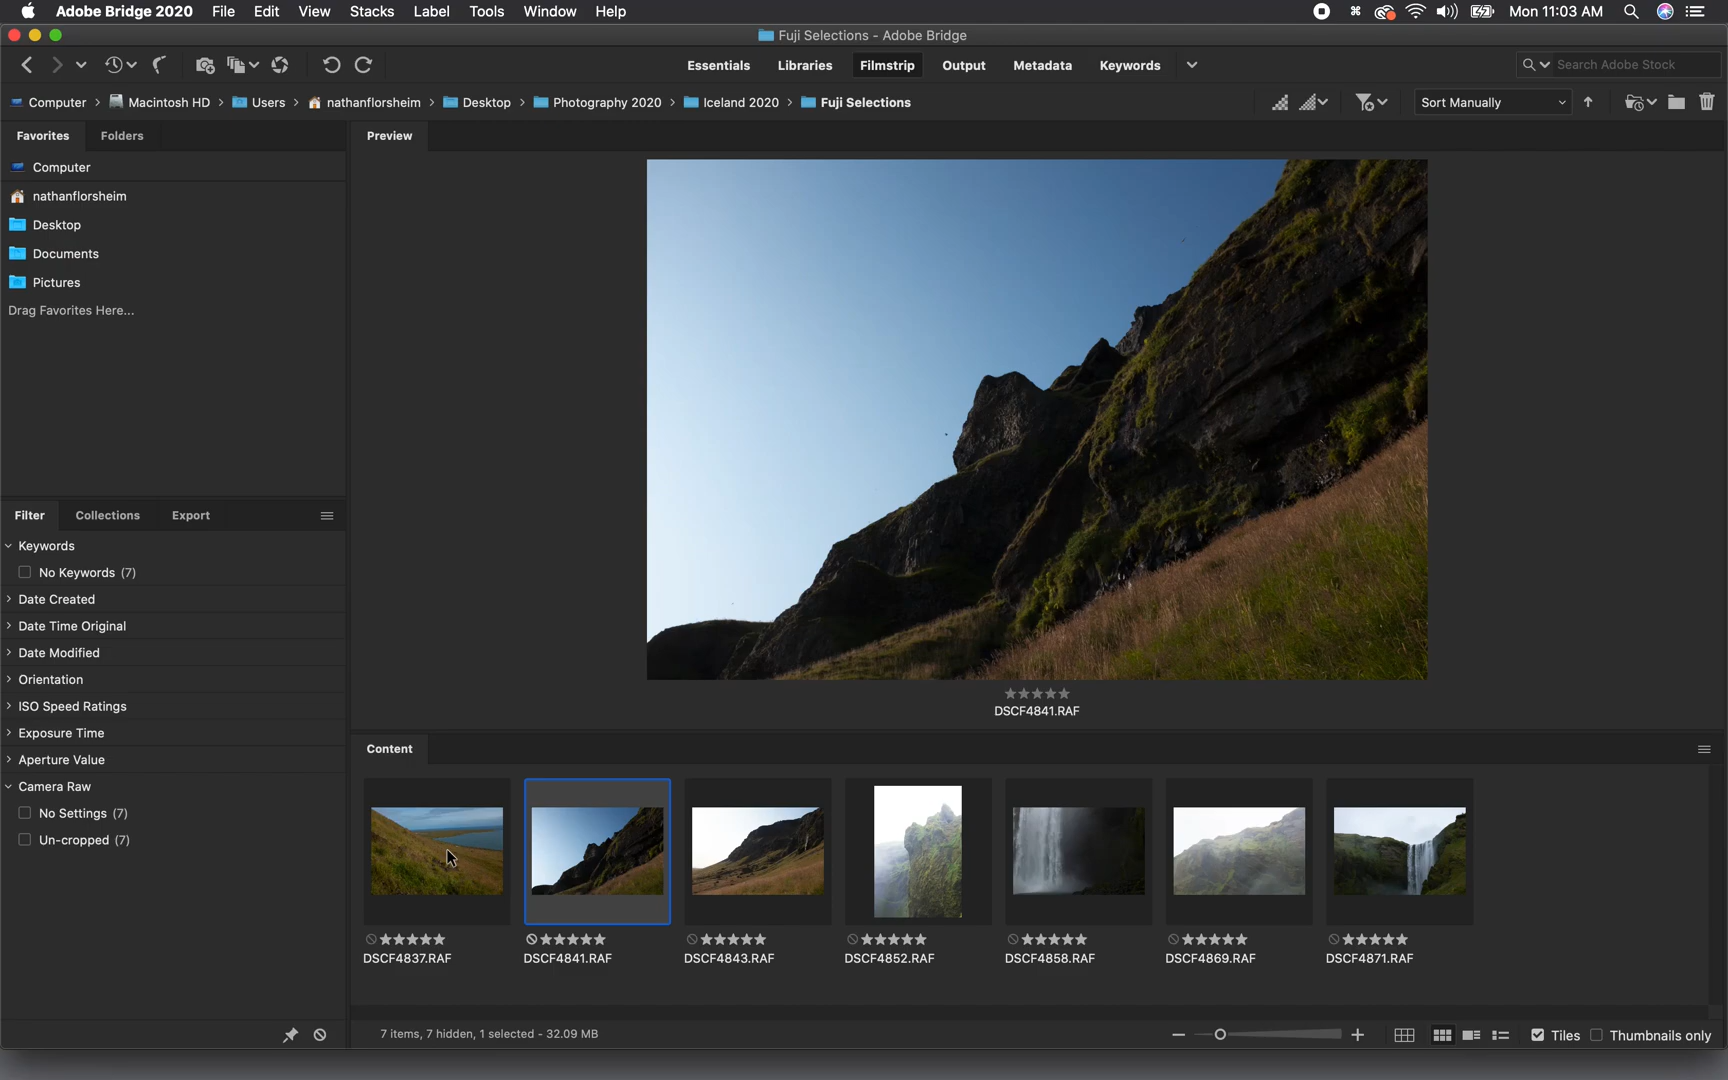 Adobe Bridge 2020 File Edit View Stacks Label Tools Window Help Mon 11:03 AM
Fuji Selections - Adobe Bridge
Essentials Libraries Filmstrip Output Metadata Keywords Search Adobe Stock
Computer Macintosh HD Users nathanflorsheim Desktop Photography 2020 Iceland 2020 Fuji Selections Sort Manually
Favorites Folders
Preview
Computer
nathanflorsheim
Desktop
Documents
Pictures
Drag Favorites Here...
Filter Collections Export
Keywords
No Keywords (7)
Date Created
Date Time Original
Date Modified
Orientation
ISO Speed Ratings
Exposure Time
Aperture Value
Camera Raw
No Settings (7)
Un-cropped (7)
DSCF4841.RAF
Content
DSCF4837.RAF DSCF4841.RAF DSCF4843.RAF DSCF4852.RAF DSCF4858.RAF DSCF4869.RAF DSCF4871.RAF
7 items, 7 hidden, 1 selected - 32.09 MB Tiles Thumbnails only